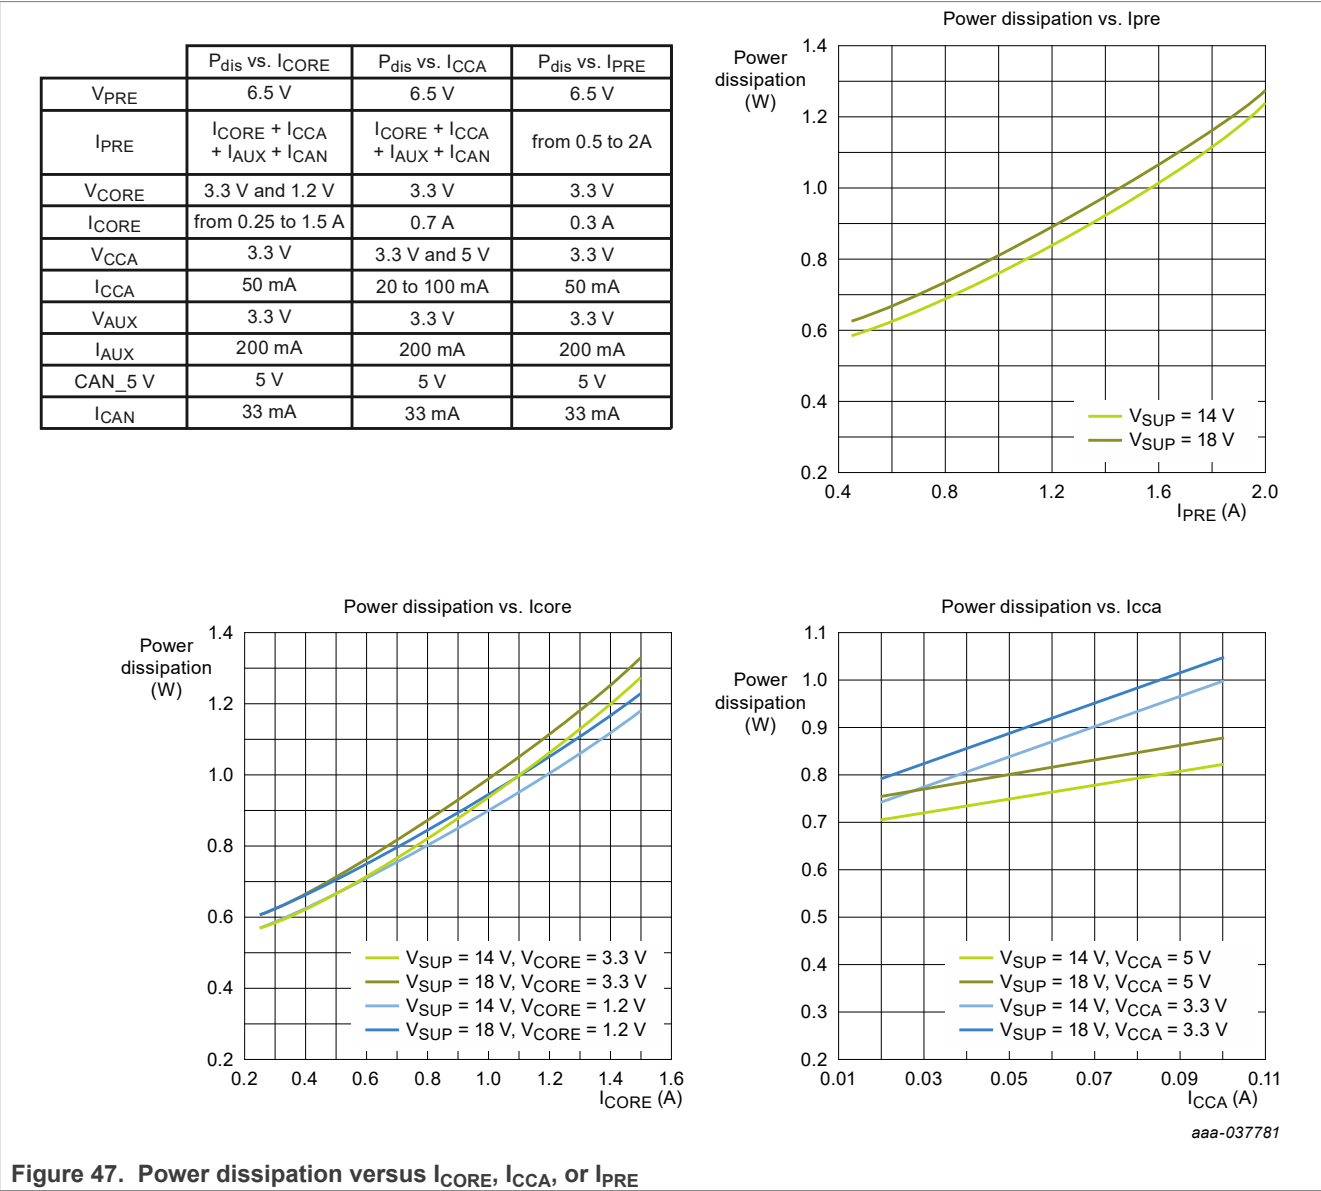 Pdis vs. ICORE Pdis vs. ICCA Pdis vs. IPRE
VPRE 6.5 V 6.5 V 6.5 V
IPRE ICORE + ICCA + IAUX + ICAN ICORE + ICCA + IAUX + ICAN from 0.5 to 2A
VCORE 3.3 V and 1.2 V 3.3 V 3.3 V
ICORE from 0.25 to 1.5 A 0.7 A 0.3 A
VCCA 3.3 V 3.3 V and 5 V 3.3 V
ICCA 50 mA 20 to 100 mA 50 mA
VAUX 3.3 V 3.3 V 3.3 V
IAUX 200 mA 200 mA 200 mA
CAN_5 V 5 V 5 V 5 V
ICAN 33 mA 33 mA 33 mA
Power dissipation vs. Ipre
Power
dissipation
(W)
1.4
1.2
1.0
0.8
0.6
0.4
0.2
VSUP = 14 V
VSUP = 18 V
0.4 0.8 1.2 1.6 2.0
IPRE (A)
Power dissipation vs. Icore
Power
dissipation
(W)
1.4
1.2
1.0
0.8
0.6
0.4
0.2
VSUP = 14 V, VCORE = 3.3 V
VSUP = 18 V, VCORE = 3.3 V
VSUP = 14 V, VCORE = 1.2 V
VSUP = 18 V, VCORE = 1.2 V
0.2 0.4 0.6 0.8 1.0 1.2 1.4 1.6
ICORE (A)
Power dissipation vs. Icca
Power
dissipation
(W)
1.1
1.0
0.9
0.8
0.7
0.6
0.5
0.4
0.3
0.2
VSUP = 14 V, VCCA = 5 V
VSUP = 18 V, VCCA = 5 V
VSUP = 14 V, VCCA = 3.3 V
VSUP = 18 V, VCCA = 3.3 V
0.01 0.03 0.05 0.07 0.09 0.11
ICCA (A)
aaa-037781
Figure 47. Power dissipation versus ICORE, ICCA, or IPRE